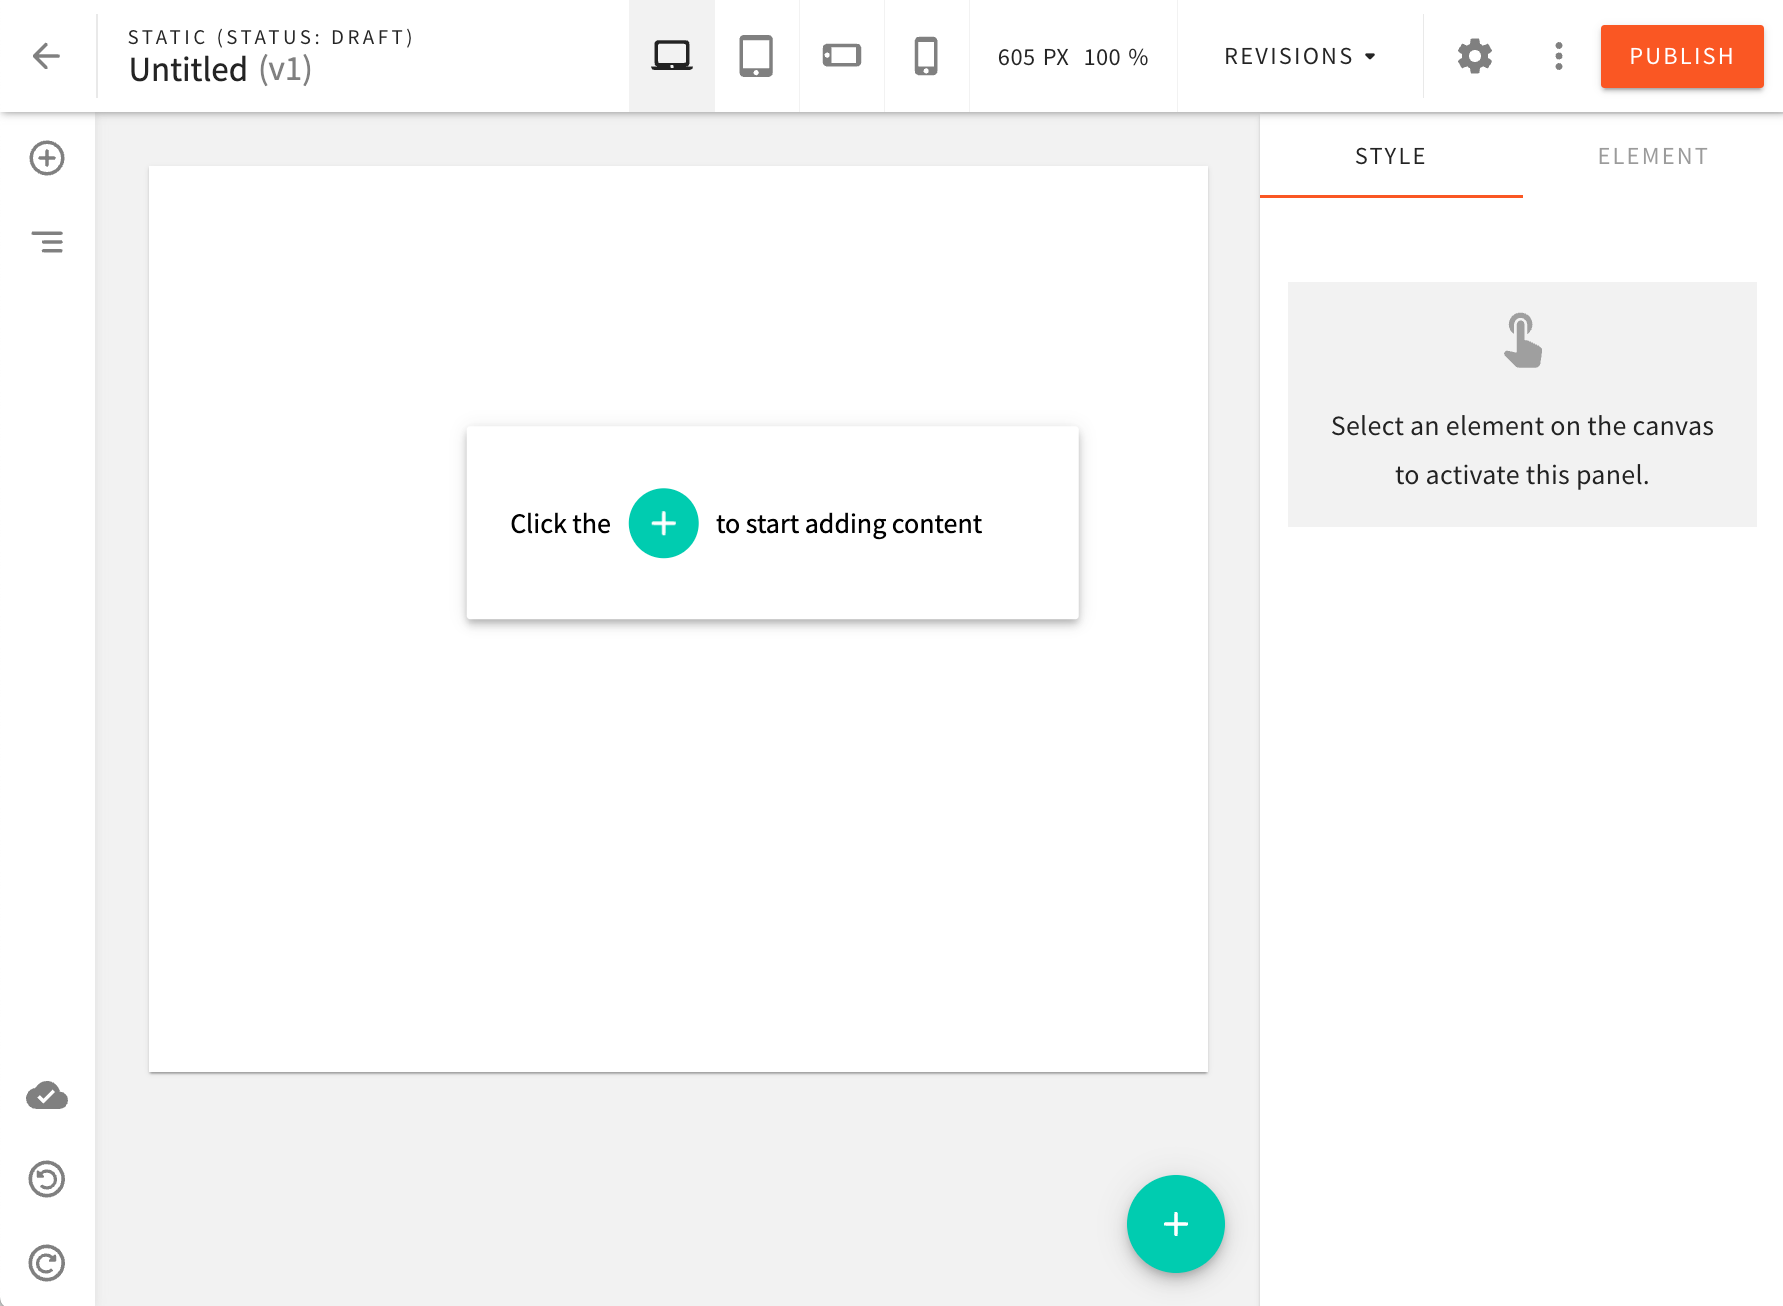 STATIC (STATUS: DRAFT)
Untitled (v1)
605 PX 100 %
REVISIONS
PUBLISH
STYLE
ELEMENT
Select an element on the canvas
to activate this panel.
Click the + to start adding content